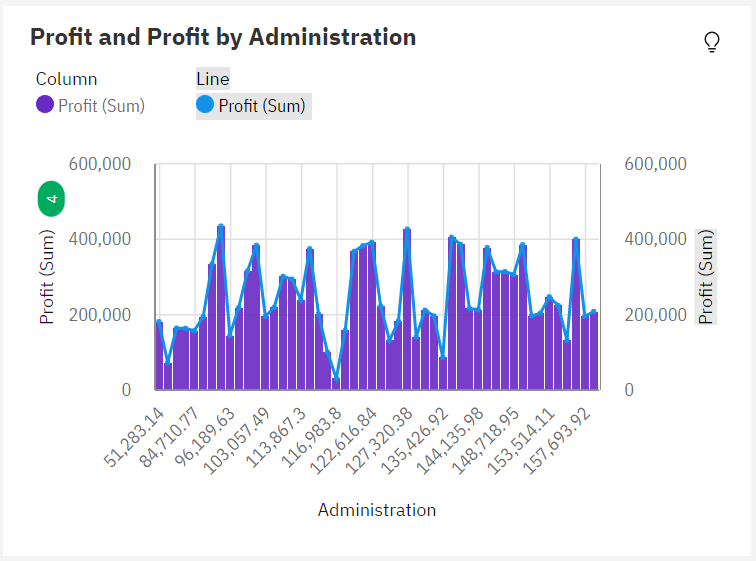 Profit and Profit by Administration
Column
Profit (Sum)
Line
Profit (Sum)
600,000
400,000
200,000
0
Profit (Sum)
4
600,000
400,000
200,000
0
Profit (Sum)
51,283.14
84,710.77
96,189.63
103,057.49
113,867.3
116,983.8
122,616.84
127,320.38
135,426.92
144,135.98
148,718.95
153,514.11
157,693.92
Administration